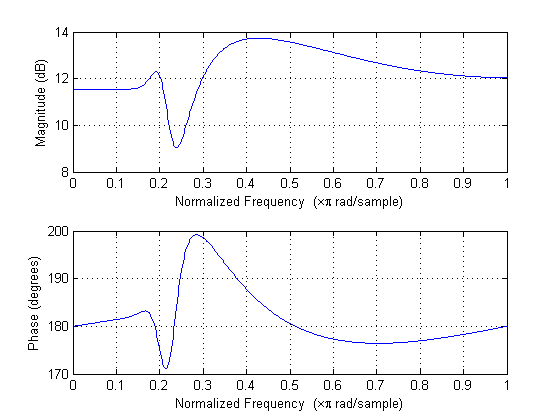 14
12
10
8
Magnitude (dB)
0 0.1 0.2 0.3 0.4 0.5 0.6 0.7 0.8 0.9 1
Normalized Frequency (×π rad/sample)
200
190
180
170
Phase (degrees)
0 0.1 0.2 0.3 0.4 0.5 0.6 0.7 0.8 0.9 1
Normalized Frequency (×π rad/sample)